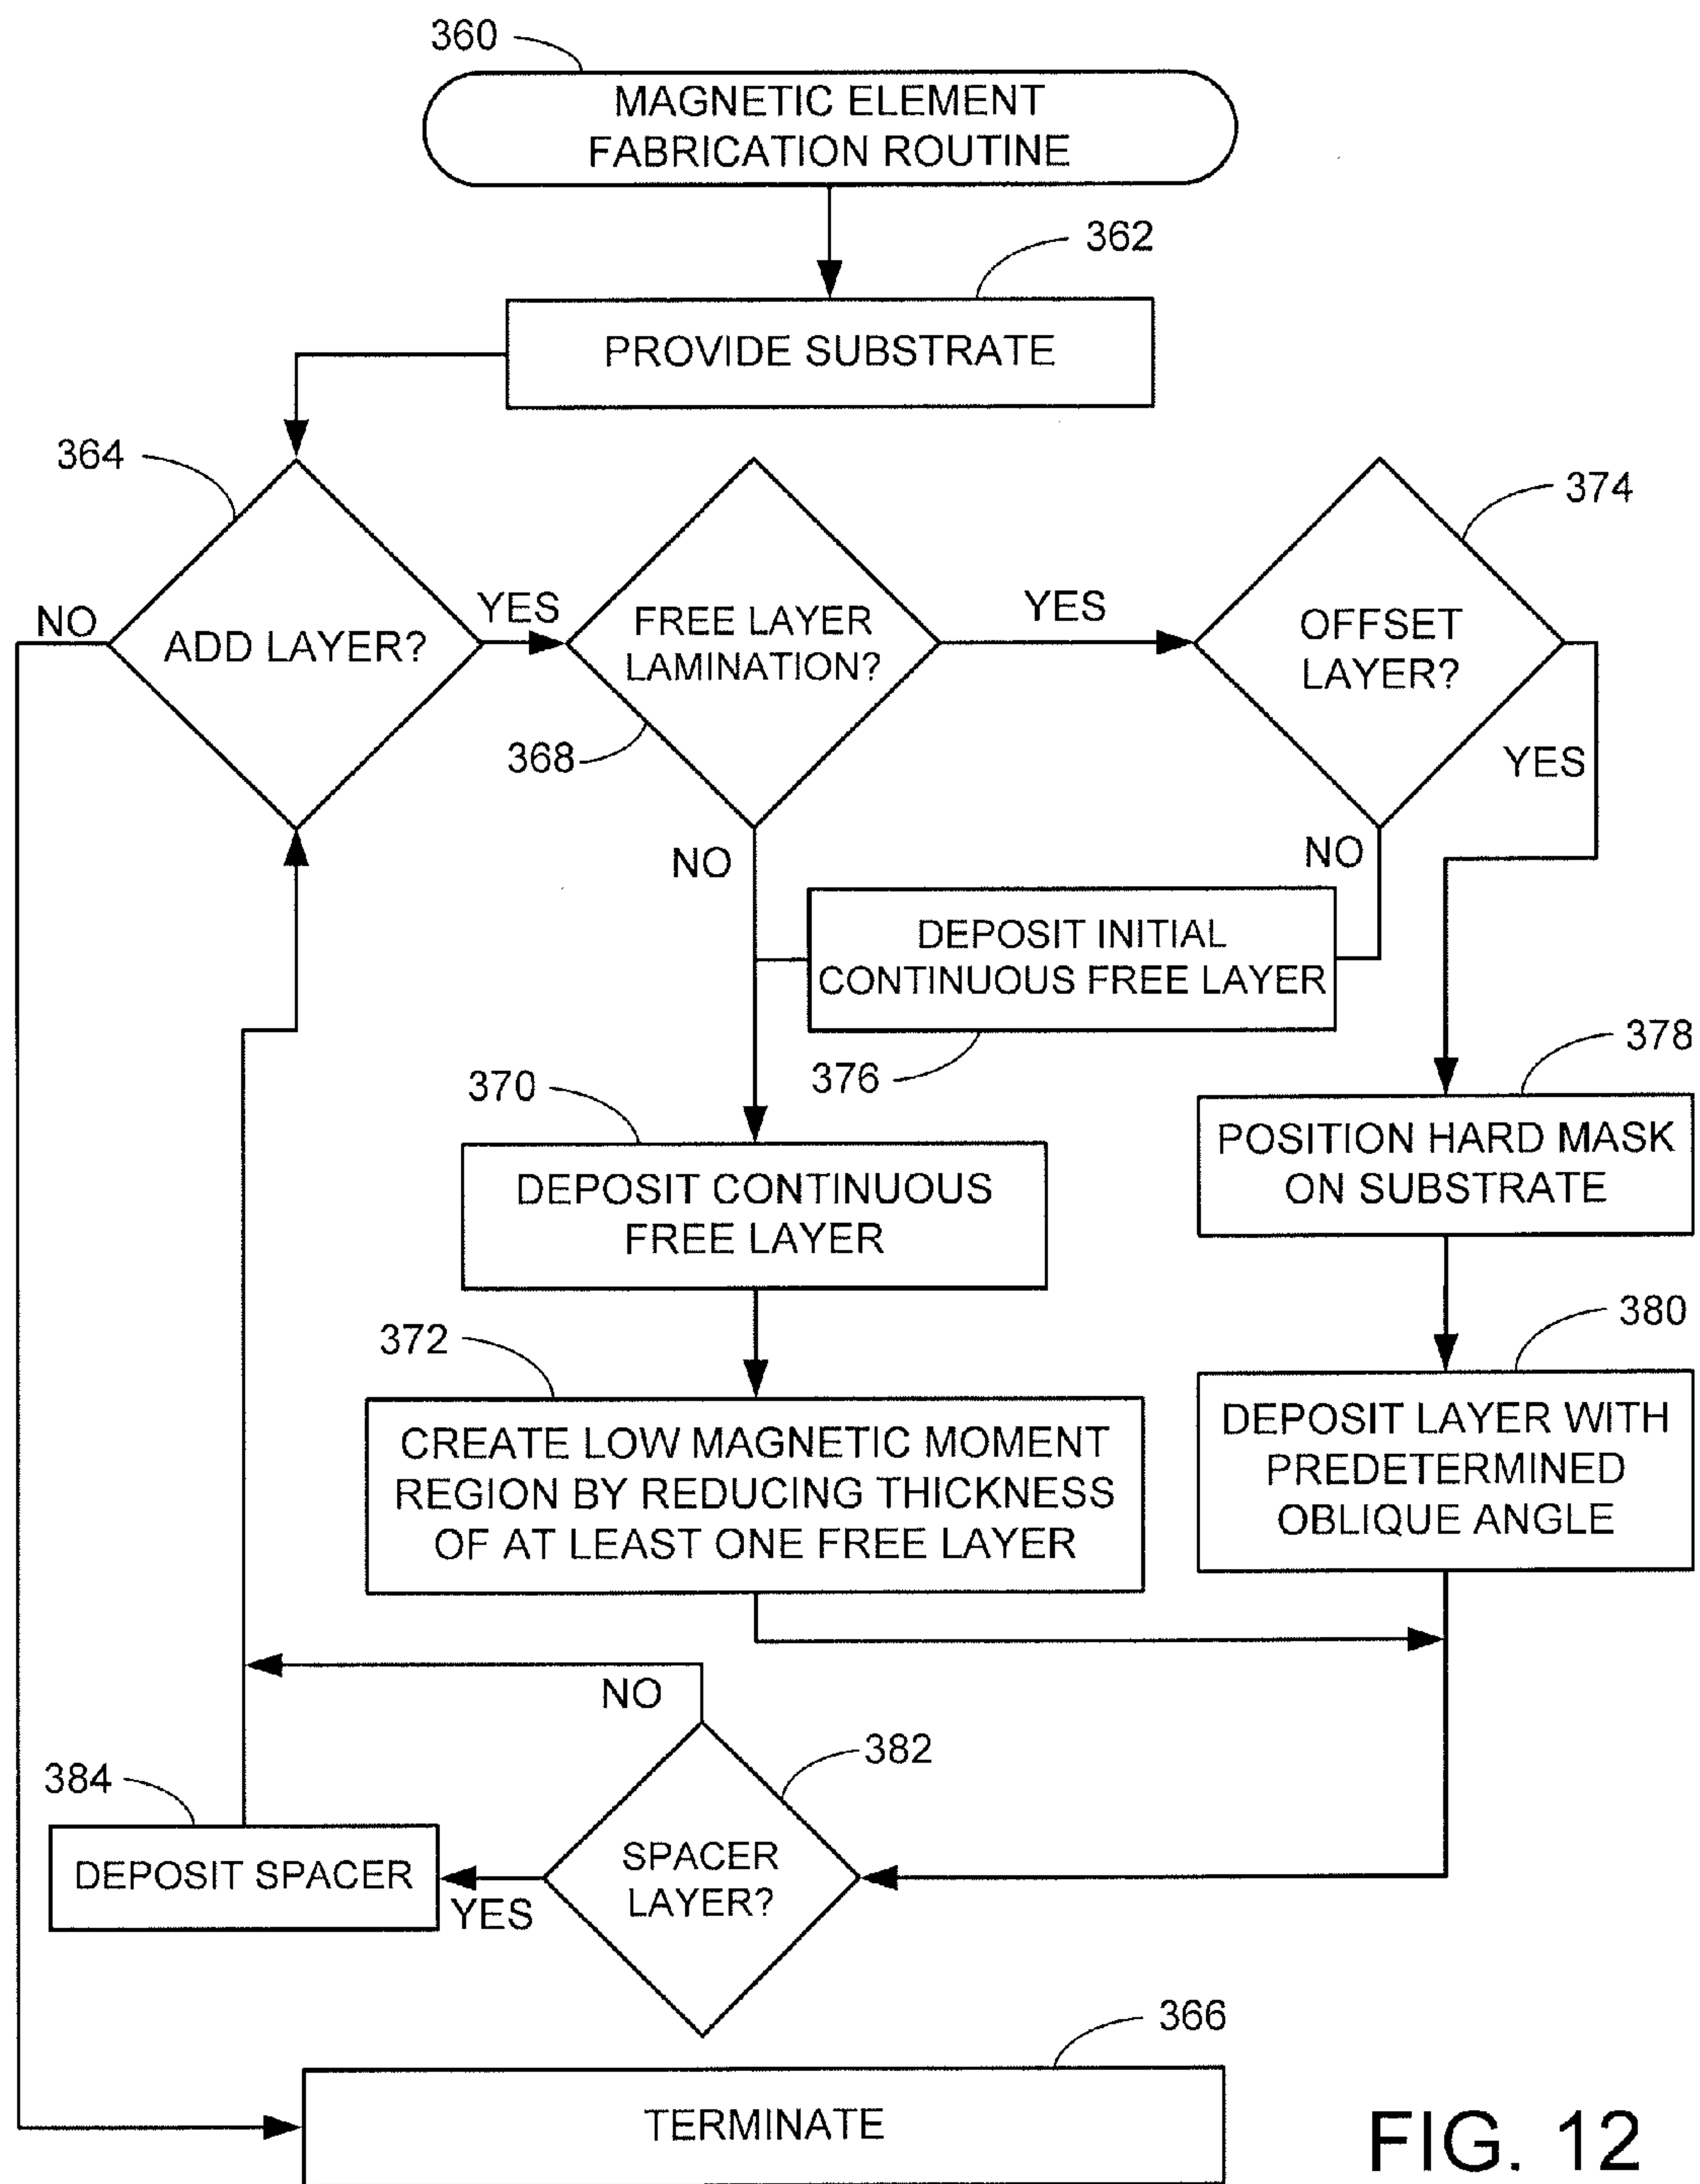 360
MAGNETIC ELEMENT
FABRICATION ROUTINE
362
PROVIDE SUBSTRATE
364
374
NO
ADD LAYER?
YES
FREE LAYER
LAMINATION?
YES
OFFSET
LAYER?
368
YES
NO
NO
DEPOSIT INITIAL
CONTINUOUS FREE LAYER
376
378
370
POSITION HARD MASK
ON SUBSTRATE
DEPOSIT CONTINUOUS
FREE LAYER
372
380
CREATE LOW MAGNETIC MOMENT
REGION BY REDUCING THICKNESS
OF AT LEAST ONE FREE LAYER
DEPOSIT LAYER WITH
PREDETERMINED
OBLIQUE ANGLE
NO
382
384
DEPOSIT SPACER
YES
SPACER
LAYER?
366
TERMINATE
FIG. 12